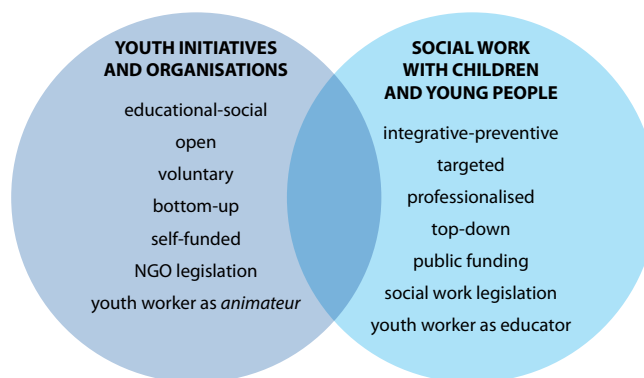 YOUTH INITIATIVES
AND ORGANISATIONS
educational-social
open
voluntary
bottom-up
self-funded
NGO legislation
youth worker as animateur
SOCIAL WORK
WITH CHILDREN
AND YOUNG PEOPLE
integrative-preventive
targeted
professionalised
top-down
public funding
social work legislation
youth worker as educator